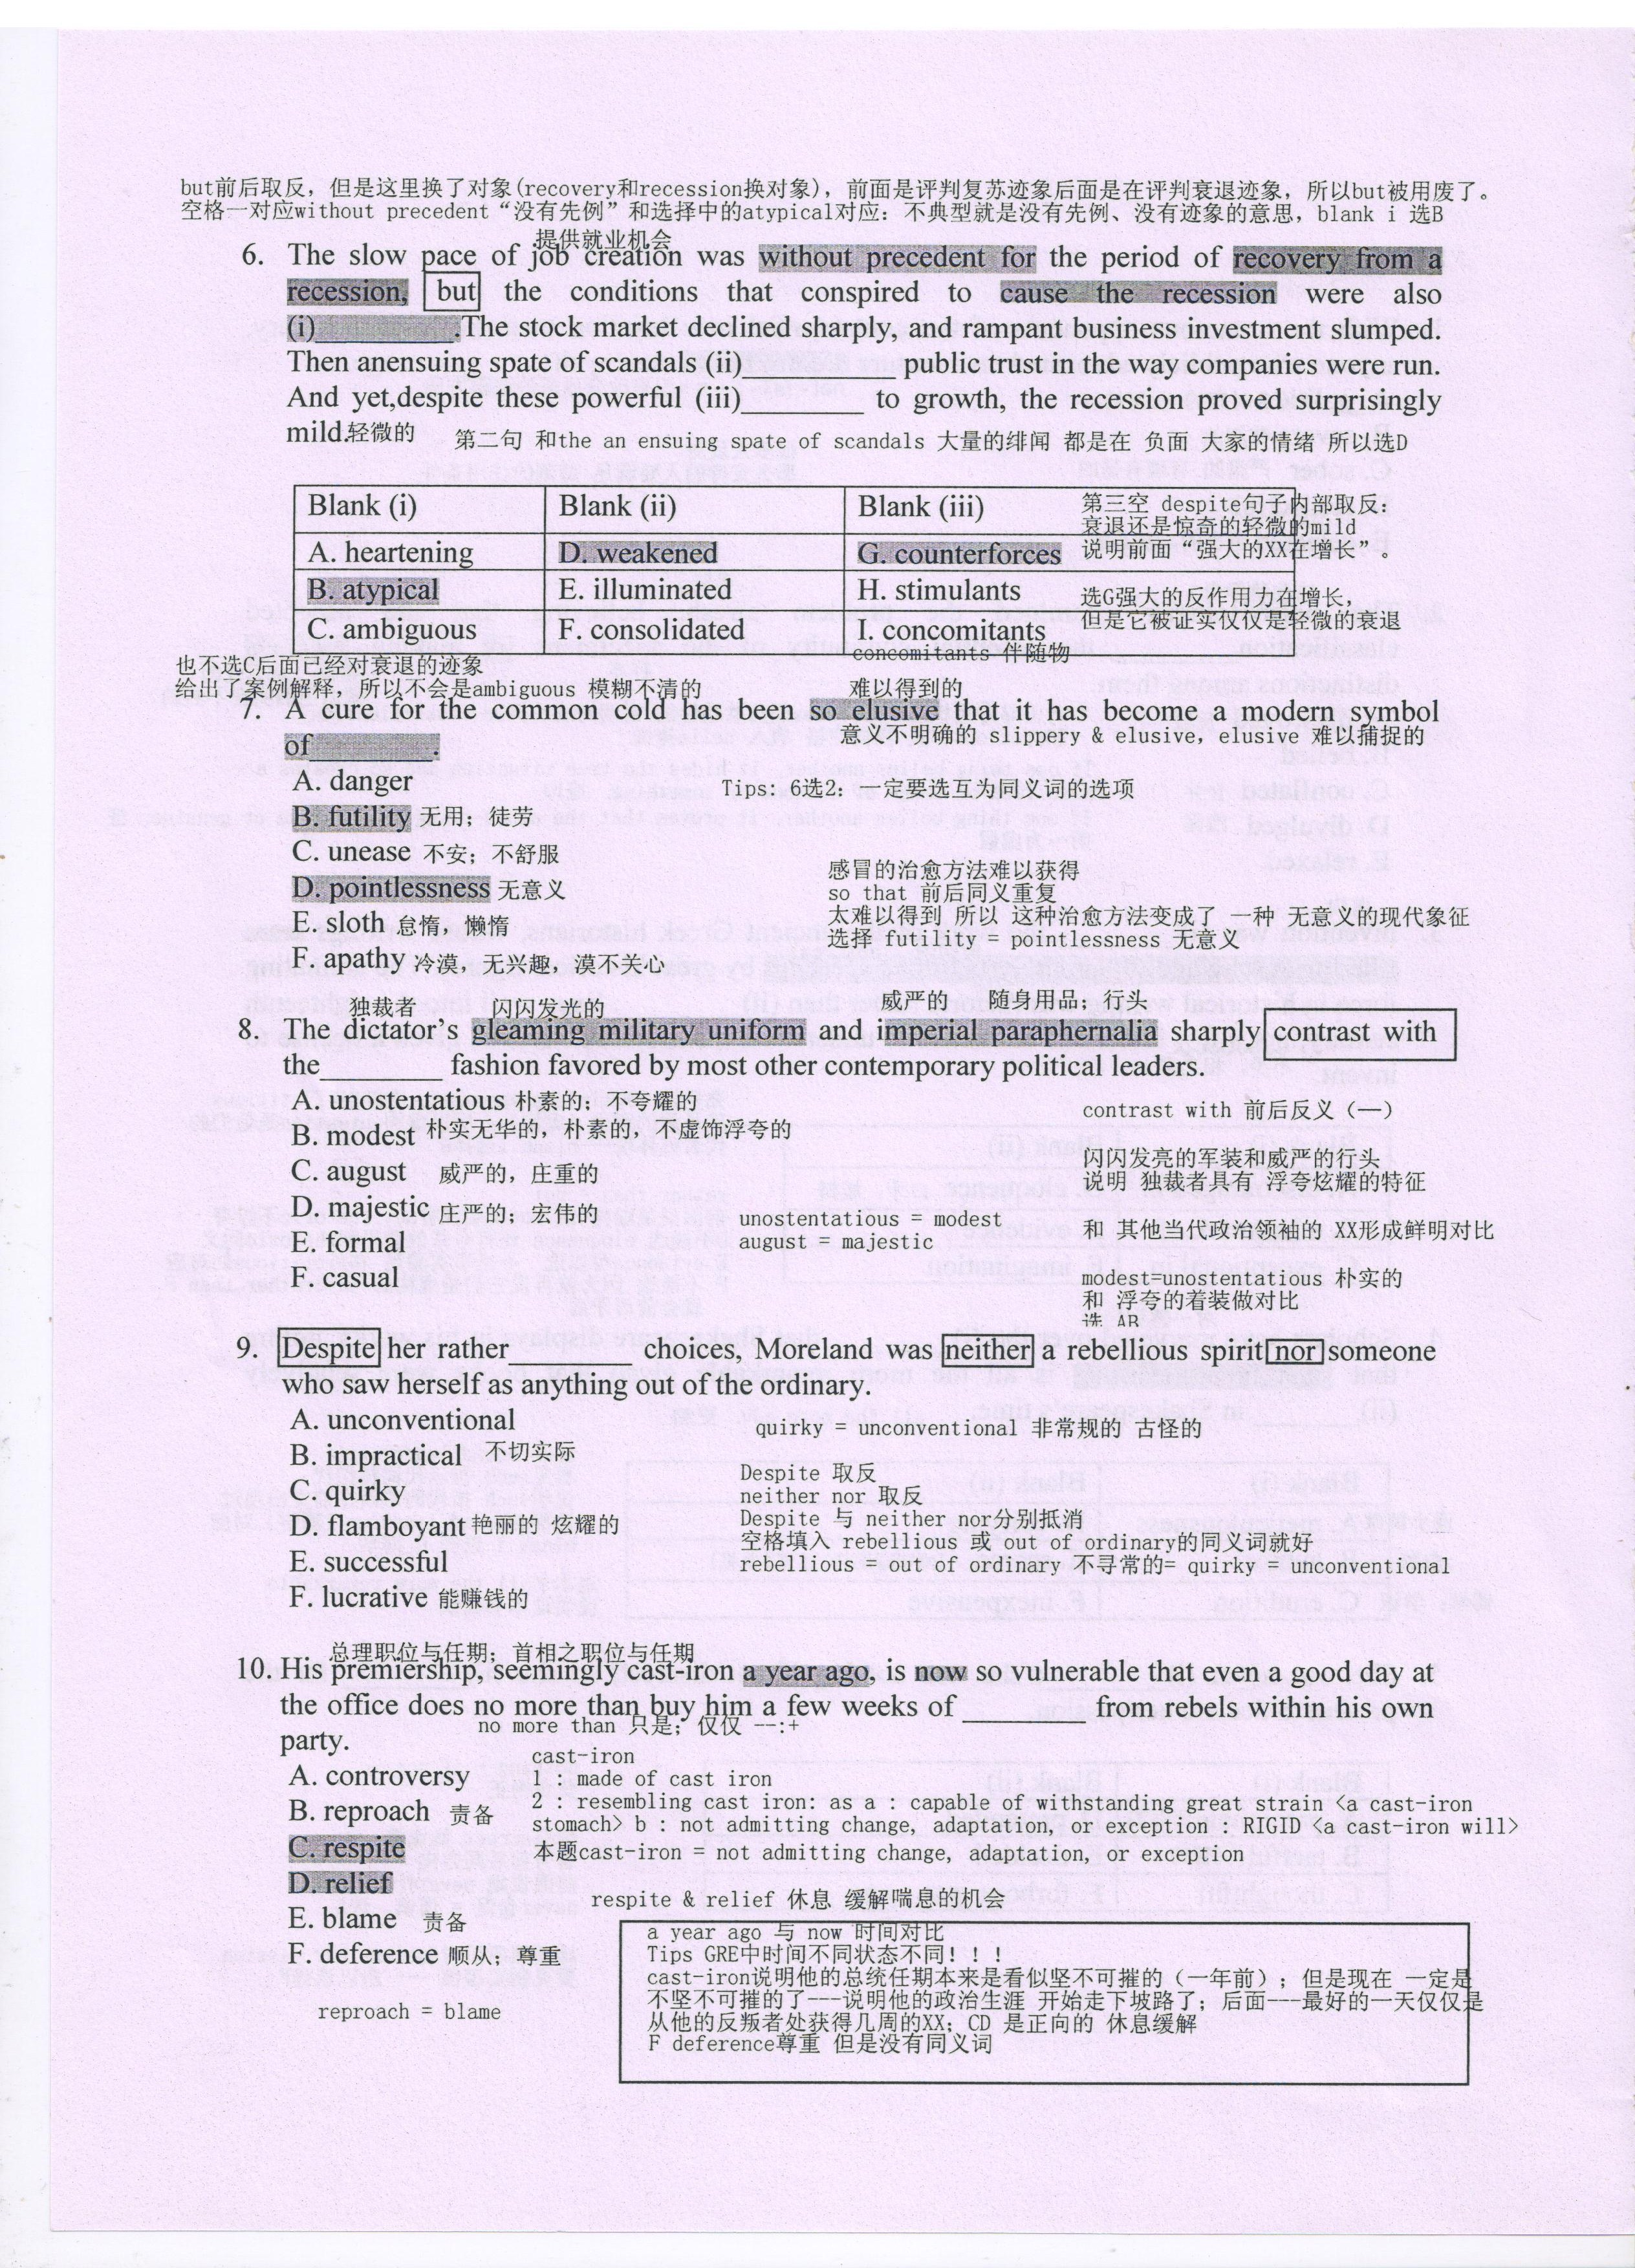 but前后取反，但是这里换了对象(recovery和recession换对象)，前面是评判复苏迹象后面是在评判衰退迹象，所以but被用废了。
空格一对应without precedent“没有先例”和选择中的atypical对应：不典型就是没有先例、没有迹象的意思，blank i 选B
提供就业机会
6. The slow pace of job creation was without precedent for the period of recovery from a
recession, but the conditions that conspired to cause the recession were also
(i)__________.The stock market declined sharply, and rampant business investment slumped.
Then anensuing spate of scandals (ii)__________ public trust in the way companies were run.
And yet,despite these powerful (iii)________ to growth, the recession proved surprisingly
mild.轻微的
第二句 和the an ensuing spate of scandals 大量的绯闻 都是在 负面 大家的情绪 所以选D
Blank (i) Blank (ii) Blank (iii)
A. heartening D. weakened G. counterforces
B. atypical E. illuminated H. stimulants
C. ambiguous F. consolidated I. concomitants
concomitants 伴随物
第三空 despite句子内部取反：
衰退还是惊奇的轻微的mild
说明前面“强大的XX在增长”。
选G强大的反作用力在增长，
但是它被证实仅仅是轻微的衰退
也不选C后面已经对衰退的迹象
给出了案例解释，所以不会是ambiguous 模糊不清的
难以得到的
7. A cure for the common cold has been so elusive that it has become a modern symbol
of________.
意义不明确的 slippery & elusive, elusive 难以捕捉的
A. danger
Tips: 6选2：一定要选互为同义词的选项
B. futility 无用；徒劳
C. unease 不安；不舒服
D. pointlessness 无意义
E. sloth 怠惰，懒惰
F. apathy 冷漠，无兴趣，漠不关心
感冒的治愈方法难以获得
so that 前后同义重复
太难以得到 所以 这种治愈方法变成了 一种 无意义的现代象征
选择 futility = pointlessness 无意义
独裁者 闪闪发光的 威严的 随身用品；行头
8. The dictator’s gleaming military uniform and imperial paraphernalia sharply contrast with
the________ fashion favored by most other contemporary political leaders.
A. unostentatious 朴素的；不夸耀的
B. modest 朴实无华的，朴素的，不虚饰浮夸的
C. august 威严的，庄重的
D. majestic 庄严的；宏伟的
E. formal
F. casual
unostentatious = modest
august = majestic
contrast with 前后反义（—）
闪闪发亮的军装和威严的行头
说明 独裁者具有 浮夸炫耀的特征
和 其他当代政治领袖的 XX形成鲜明对比
modest=unostentatious 朴实的
和 浮夸的着装做对比
选 AB
9. Despite her rather________ choices, Moreland was neither a rebellious spirit nor someone
who saw herself as anything out of the ordinary.
A. unconventional
B. impractical 不切实际
C. quirky
D. flamboyant 艳丽的 炫耀的
E. successful
F. lucrative 能赚钱的
quirky = unconventional 非常规的 古怪的
Despite 取反
neither nor 取反
Despite 与 neither nor分别抵消
空格填入 rebellious 或 out of ordinary的同义词就好
rebellious = out of ordinary 不寻常的= quirky = unconventional
总理职位与任期；首相之职位与任期
10. His premiership, seemingly cast-iron a year ago, is now so vulnerable that even a good day at
the office does no more than buy him a few weeks of ________ from rebels within his own
party.
no more than 只是；仅仅 --:+
A. controversy
B. reproach 责备
C. respite
D. relief
E. blame 责备
F. deference 顺从；尊重
cast-iron
1 : made of cast iron
2 : resembling cast iron: as a : capable of withstanding great strain <a cast-iron
stomach> b : not admitting change, adaptation, or exception : RIGID <a cast-iron will>
本题cast-iron = not admitting change, adaptation, or exception
respite & relief 休息 缓解喘息的机会
reproach = blame
a year ago 与 now 时间对比
Tips GRE中时间不同状态不同！！！
cast-iron说明他的总统任期本来是看似坚不可摧的（一年前）；但是现在 一定是
不坚不可摧的了---说明他的政治生涯 开始走下坡路了；后面---最好的一天仅仅是
从他的反叛者处获得几周的XX；CD 是正向的 休息缓解
F deference尊重 但是没有同义词